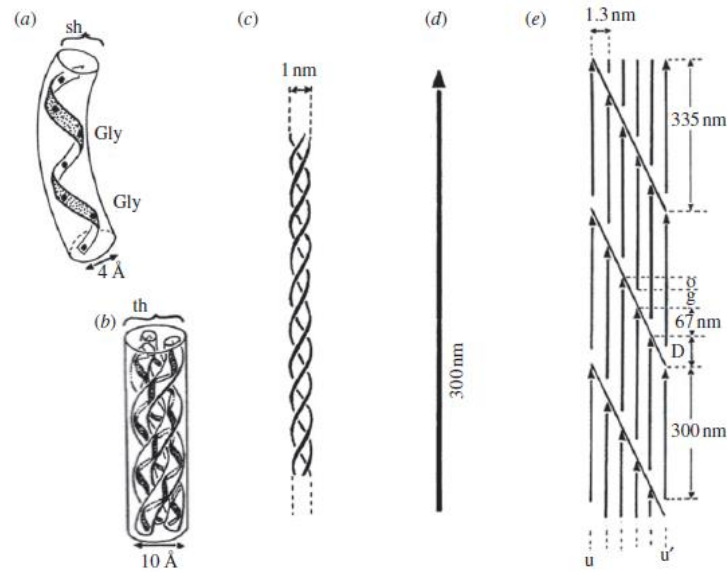 (a)
sh
Gly
Gly
4 Å
(b)
th
10 Å
(c)
1 nm
(d)
300 nm
(e)
1.3 nm
335 nm
o
g
67 nm
D
300 nm
u
u′